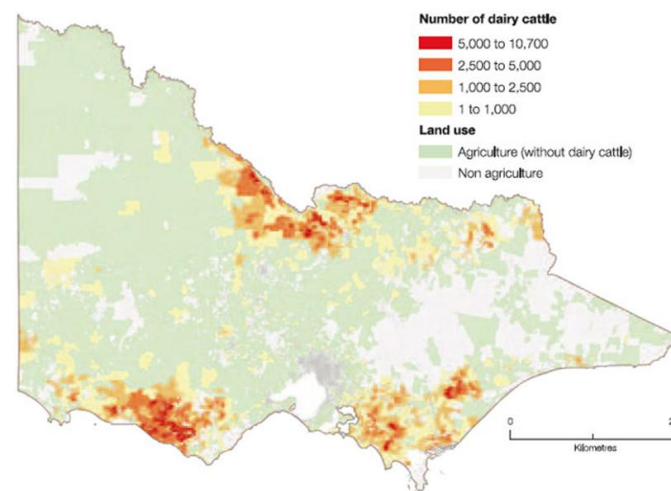 Number of dairy cattle
5,000 to 10,700
2,500 to 5,000
1,000 to 2,500
1 to 1,000
Land use
Agriculture (without dairy cattle)
Non agriculture
0
Kilometres